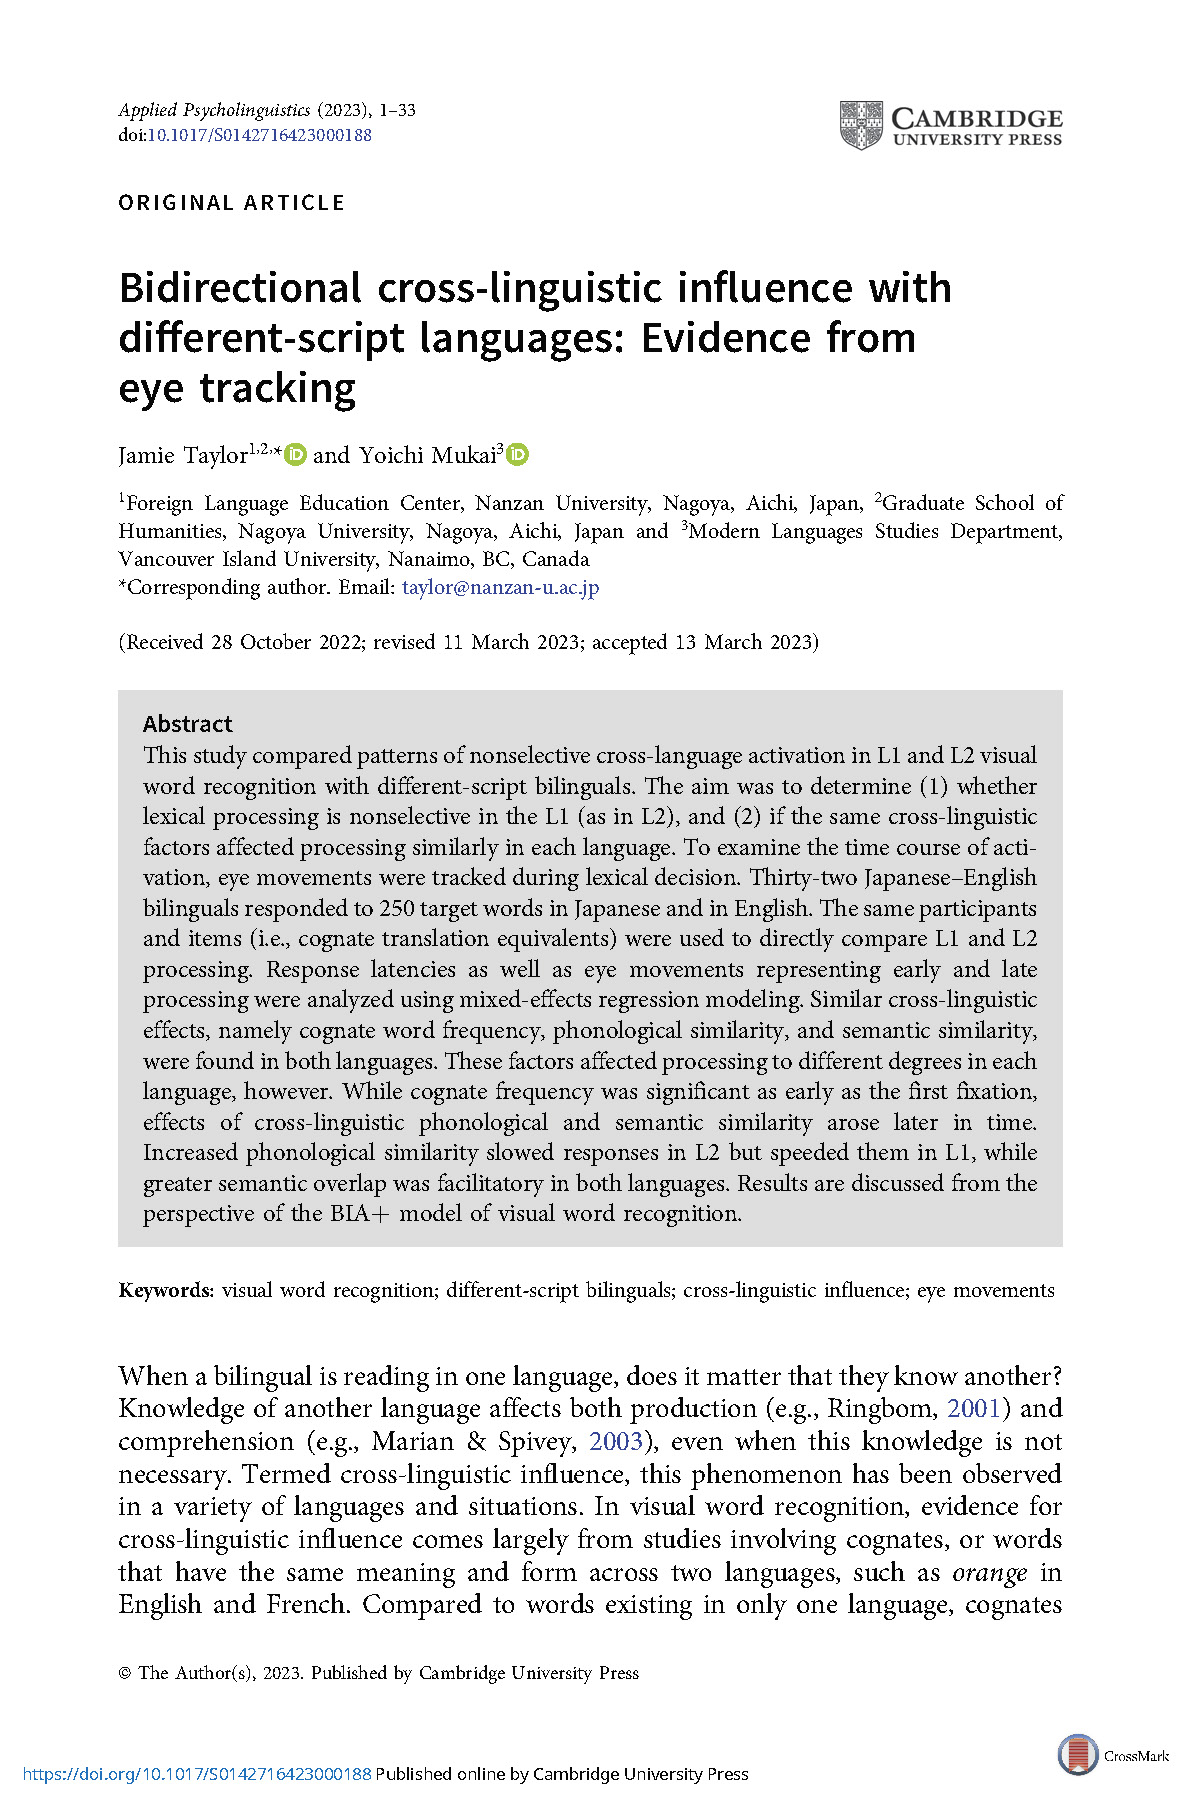 Applied Psycholinguistics (2023), 1–33
doi:10.1017/S0142716423000188
CAMBRIDGE
UNIVERSITY PRESS
ORIGINAL ARTICLE
Bidirectional cross-linguistic influence with
different-script languages: Evidence from
eye tracking
Jamie Taylor1,2,* iD and Yoichi Mukai3 iD
1Foreign Language Education Center, Nanzan University, Nagoya, Aichi, Japan, 2Graduate School of
Humanities, Nagoya University, Nagoya, Aichi, Japan and 3Modern Languages Studies Department,
Vancouver Island University, Nanaimo, BC, Canada
*Corresponding author. Email: taylor@nanzan-u.ac.jp
(Received 28 October 2022; revised 11 March 2023; accepted 13 March 2023)
Abstract
This study compared patterns of nonselective cross-language activation in L1 and L2 visual
word recognition with different-script bilinguals. The aim was to determine (1) whether
lexical processing is nonselective in the L1 (as in L2), and (2) if the same cross-linguistic
factors affected processing similarly in each language. To examine the time course of acti-
vation, eye movements were tracked during lexical decision. Thirty-two Japanese–English
bilinguals responded to 250 target words in Japanese and in English. The same participants
and items (i.e., cognate translation equivalents) were used to directly compare L1 and L2
processing. Response latencies as well as eye movements representing early and late
processing were analyzed using mixed-effects regression modeling. Similar cross-linguistic
effects, namely cognate word frequency, phonological similarity, and semantic similarity,
were found in both languages. These factors affected processing to different degrees in each
language, however. While cognate frequency was significant as early as the first fixation,
effects of cross-linguistic phonological and semantic similarity arose later in time.
Increased phonological similarity slowed responses in L2 but speeded them in L1, while
greater semantic overlap was facilitatory in both languages. Results are discussed from the
perspective of the BIA+ model of visual word recognition.
Keywords: visual word recognition; different-script bilinguals; cross-linguistic influence; eye movements
When a bilingual is reading in one language, does it matter that they know another?
Knowledge of another language affects both production (e.g., Ringbom, 2001) and
comprehension (e.g., Marian & Spivey, 2003), even when this knowledge is not
necessary. Termed cross-linguistic influence, this phenomenon has been observed
in a variety of languages and situations. In visual word recognition, evidence for
cross-linguistic influence comes largely from studies involving cognates, or words
that have the same meaning and form across two languages, such as orange in
English and French. Compared to words existing in only one language, cognates
© The Author(s), 2023. Published by Cambridge University Press
CrossMark
https://doi.org/10.1017/S0142716423000188 Published online by Cambridge University Press